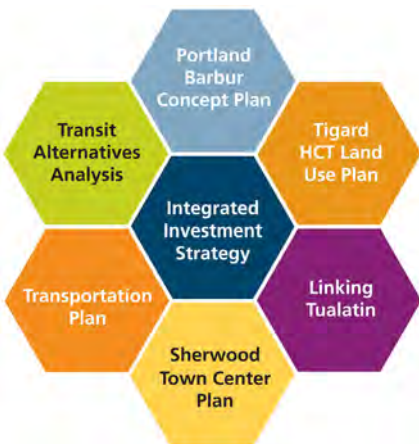 Portland
Barbur
Concept Plan
Transit
Alternatives
Analysis
Tigard
HCT Land
Use Plan
Integrated
Investment
Strategy
Transportation
Plan
Linking
Tualatin
Sherwood
Town Center
Plan